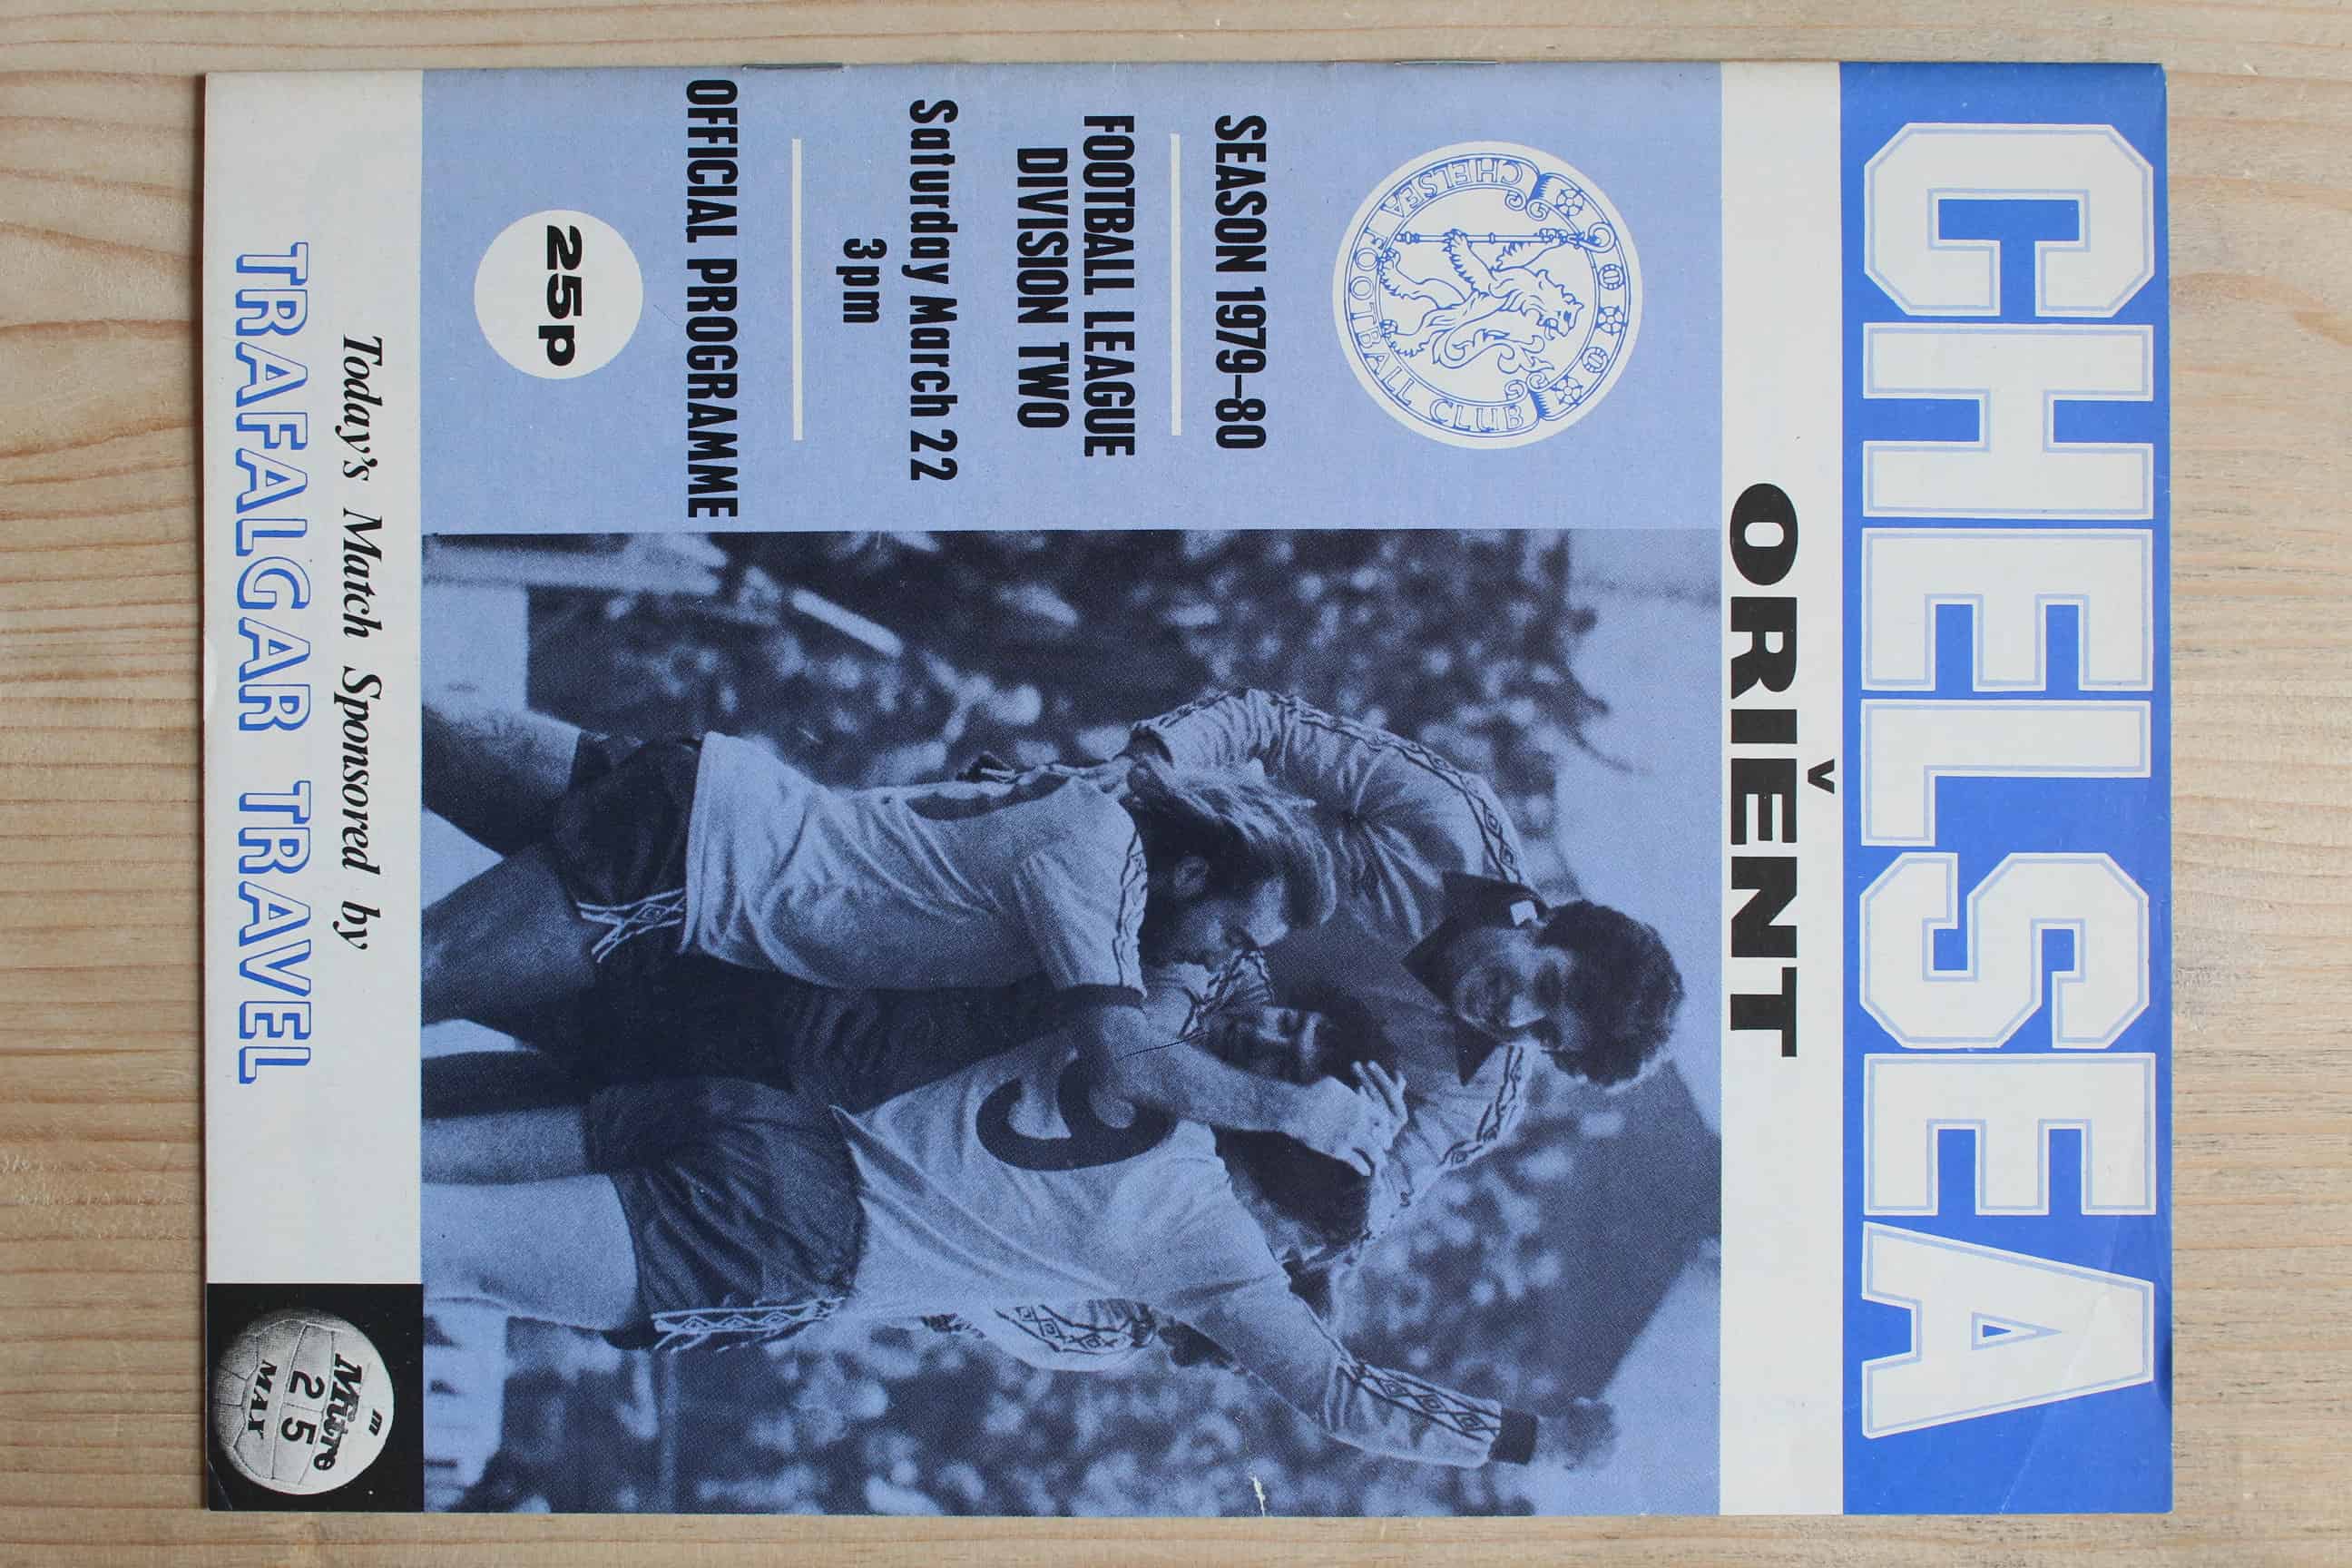 CHELSEA
v
ORIENT
CHELSEA FOOTBALL CLUB
SEASON 1979–80
FOOTBALL LEAGUE
DIVISION TWO
Saturday March 22
3pm
OFFICIAL PROGRAMME
25p
9
Today's Match Sponsored by
TRAFALGAR TRAVEL
m
Mitre
25
MAX